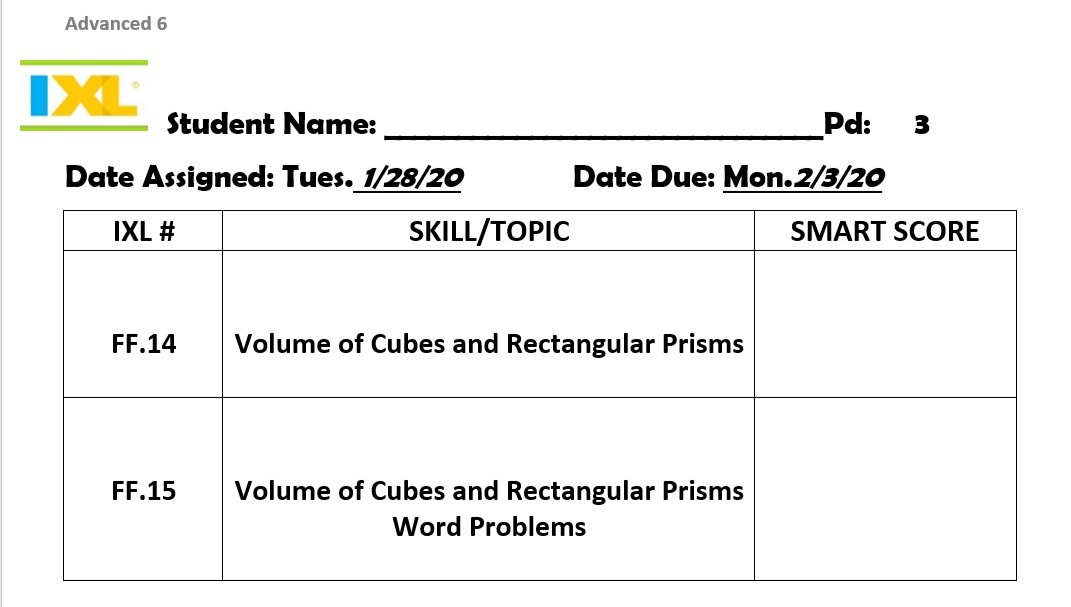 Advanced 6
IXL®
Student Name: ______________________________Pd: 3
Date Assigned: Tues. 1/28/20 Date Due: Mon.2/3/20
IXL # SKILL/TOPIC SMART SCORE
FF.14 Volume of Cubes and Rectangular Prisms
FF.15 Volume of Cubes and Rectangular Prisms
Word Problems